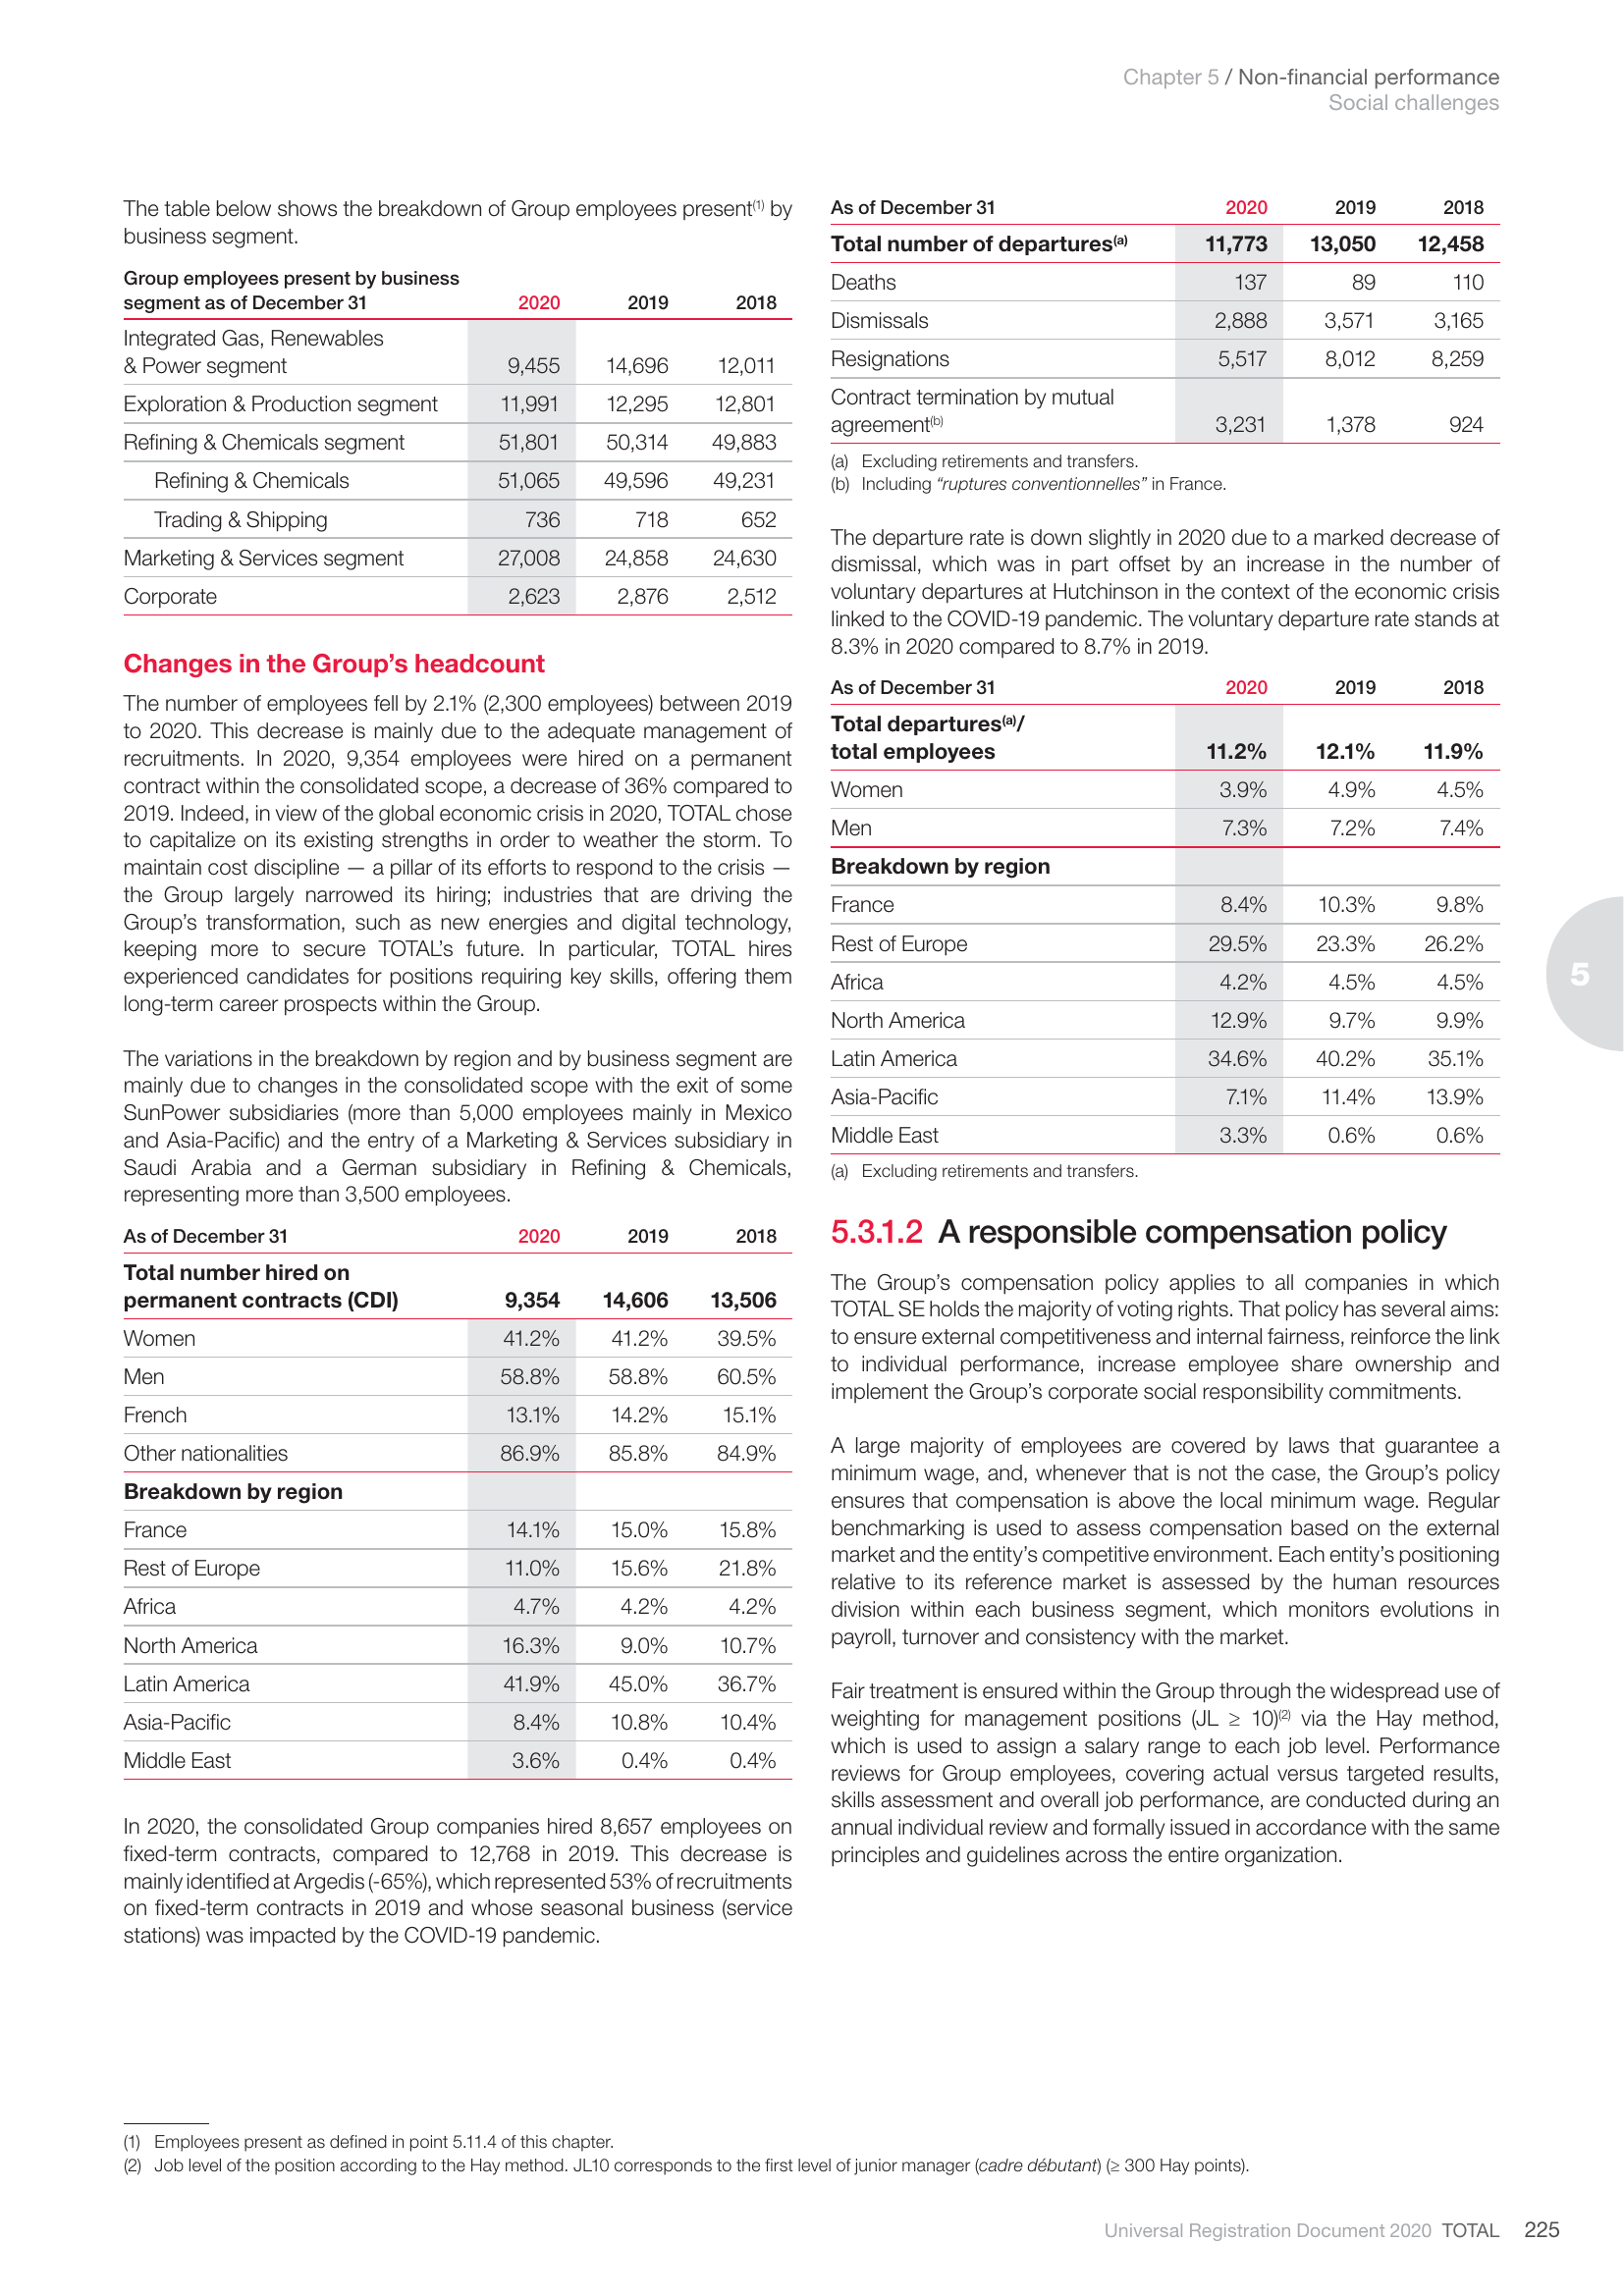 Chapter 5 / Non-financial performance
Social challenges
The table below shows the breakdown of Group employees present(1) by
business segment.
Group employees present by business
segment as of December 31 2020 2019 2018
Integrated Gas, Renewables
& Power segment 9,455 14,696 12,011
Exploration & Production segment 11,991 12,295 12,801
Refining & Chemicals segment 51,801 50,314 49,883
Refining & Chemicals 51,065 49,596 49,231
Trading & Shipping 736 718 652
Marketing & Services segment 27,008 24,858 24,630
Corporate 2,623 2,876 2,512
Changes in the Group's headcount
The number of employees fell by 2.1% (2,300 employees) between 2019
to 2020. This decrease is mainly due to the adequate management of
recruitments. In 2020, 9,354 employees were hired on a permanent
contract within the consolidated scope, a decrease of 36% compared to
2019. Indeed, in view of the global economic crisis in 2020, TOTAL chose
to capitalize on its existing strengths in order to weather the storm. To
maintain cost discipline — a pillar of its efforts to respond to the crisis —
the Group largely narrowed its hiring; industries that are driving the
Group's transformation, such as new energies and digital technology,
keeping more to secure TOTAL's future. In particular, TOTAL hires
experienced candidates for positions requiring key skills, offering them
long-term career prospects within the Group.
The variations in the breakdown by region and by business segment are
mainly due to changes in the consolidated scope with the exit of some
SunPower subsidiaries (more than 5,000 employees mainly in Mexico
and Asia-Pacific) and the entry of a Marketing & Services subsidiary in
Saudi Arabia and a German subsidiary in Refining & Chemicals,
representing more than 3,500 employees.
As of December 31 2020 2019 2018
Total number hired on
permanent contracts (CDI) 9,354 14,606 13,506
Women 41.2% 41.2% 39.5%
Men 58.8% 58.8% 60.5%
French 13.1% 14.2% 15.1%
Other nationalities 86.9% 85.8% 84.9%
Breakdown by region
France 14.1% 15.0% 15.8%
Rest of Europe 11.0% 15.6% 21.8%
Africa 4.7% 4.2% 4.2%
North America 16.3% 9.0% 10.7%
Latin America 41.9% 45.0% 36.7%
Asia-Pacific 8.4% 10.8% 10.4%
Middle East 3.6% 0.4% 0.4%
In 2020, the consolidated Group companies hired 8,657 employees on
fixed-term contracts, compared to 12,768 in 2019. This decrease is
mainly identified at Argedis (-65%), which represented 53% of recruitments
on fixed-term contracts in 2019 and whose seasonal business (service
stations) was impacted by the COVID-19 pandemic.
As of December 31 2020 2019 2018
Total number of departures(a) 11,773 13,050 12,458
Deaths 137 89 110
Dismissals 2,888 3,571 3,165
Resignations 5,517 8,012 8,259
Contract termination by mutual
agreement(b) 3,231 1,378 924
(a) Excluding retirements and transfers.
(b) Including "ruptures conventionnelles" in France.
The departure rate is down slightly in 2020 due to a marked decrease of
dismissal, which was in part offset by an increase in the number of
voluntary departures at Hutchinson in the context of the economic crisis
linked to the COVID-19 pandemic. The voluntary departure rate stands at
8.3% in 2020 compared to 8.7% in 2019.
As of December 31 2020 2019 2018
Total departures(a)/
total employees 11.2% 12.1% 11.9%
Women 3.9% 4.9% 4.5%
Men 7.3% 7.2% 7.4%
Breakdown by region
France 8.4% 10.3% 9.8%
Rest of Europe 29.5% 23.3% 26.2%
Africa 4.2% 4.5% 4.5%
North America 12.9% 9.7% 9.9%
Latin America 34.6% 40.2% 35.1%
Asia-Pacific 7.1% 11.4% 13.9%
Middle East 3.3% 0.6% 0.6%
(a) Excluding retirements and transfers.
5.3.1.2 A responsible compensation policy
The Group's compensation policy applies to all companies in which
TOTAL SE holds the majority of voting rights. That policy has several aims:
to ensure external competitiveness and internal fairness, reinforce the link
to individual performance, increase employee share ownership and
implement the Group's corporate social responsibility commitments.
A large majority of employees are covered by laws that guarantee a
minimum wage, and, whenever that is not the case, the Group's policy
ensures that compensation is above the local minimum wage. Regular
benchmarking is used to assess compensation based on the external
market and the entity's competitive environment. Each entity's positioning
relative to its reference market is assessed by the human resources
division within each business segment, which monitors evolutions in
payroll, turnover and consistency with the market.
Fair treatment is ensured within the Group through the widespread use of
weighting for management positions (JL ≥ 10)(2) via the Hay method,
which is used to assign a salary range to each job level. Performance
reviews for Group employees, covering actual versus targeted results,
skills assessment and overall job performance, are conducted during an
annual individual review and formally issued in accordance with the same
principles and guidelines across the entire organization.
5
(1) Employees present as defined in point 5.11.4 of this chapter.
(2) Job level of the position according to the Hay method. JL10 corresponds to the first level of junior manager (cadre débutant) (≥ 300 Hay points).
Universal Registration Document 2020 TOTAL 225